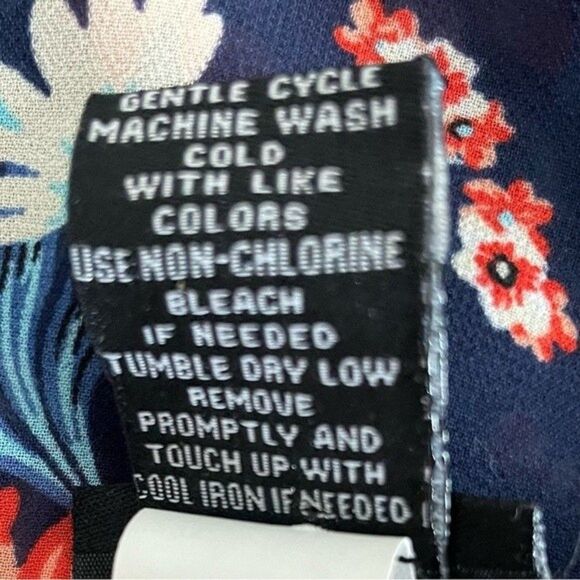 GENTLE CYCLE
MACHINE WASH
COLD
WITH LIKE
COLORS
USE NON-CHLORINE
BLEACH
IF NEEDED
TUMBLE DRY LOW
REMOVE
PROMPTLY AND
TOUCH UP WITH
COOL IRON IF NEEDED